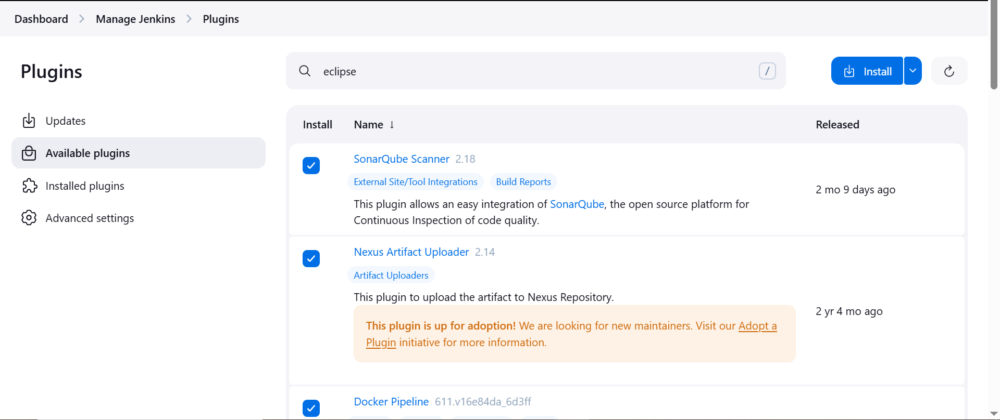 Dashboard > Manage Jenkins > Plugins
Plugins
Updates
Available plugins
Installed plugins
Advanced settings
eclipse /
Install
Install Name ↓ Released
SonarQube Scanner 2.18
External Site/Tool Integrations Build Reports
This plugin allows an easy integration of SonarQube, the open source platform for
Continuous Inspection of code quality.
2 mo 9 days ago
Nexus Artifact Uploader 2.14
Artifact Uploaders
This plugin to upload the artifact to Nexus Repository.
This plugin is up for adoption! We are looking for new maintainers. Visit our Adopt a
Plugin initiative for more information.
2 yr 4 mo ago
Docker Pipeline 611.v16e84da_6d3ff